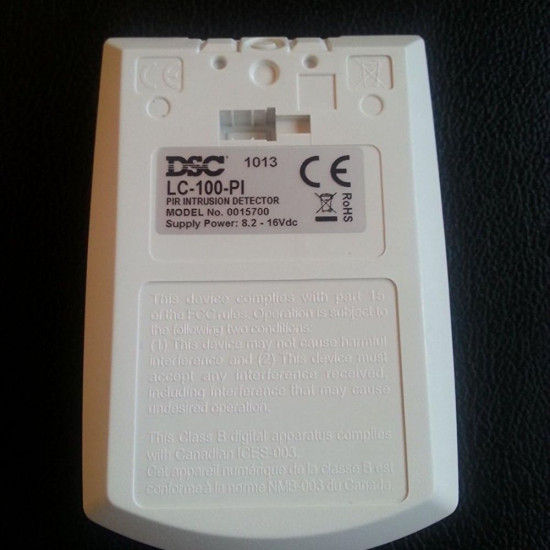 DSC 1013
LC-100-PI
PIR INTRUSION DETECTOR
MODEL No. 0015700
Supply Power: 8.2 - 16Vdc
CE
RoHS
This device complies with part 15
of the FCC rules. Operation is subject to
the following two conditions:
(1) This device may not cause harmful
interference and (2) This device must
accept any interference received,
including interference that may cause
undesired operation.
This Class B digital apparatus complies
with Canadian ICES-003.
Cet appareil numérique de la classe B est
conforme à la norme NMB-003 du Canada.